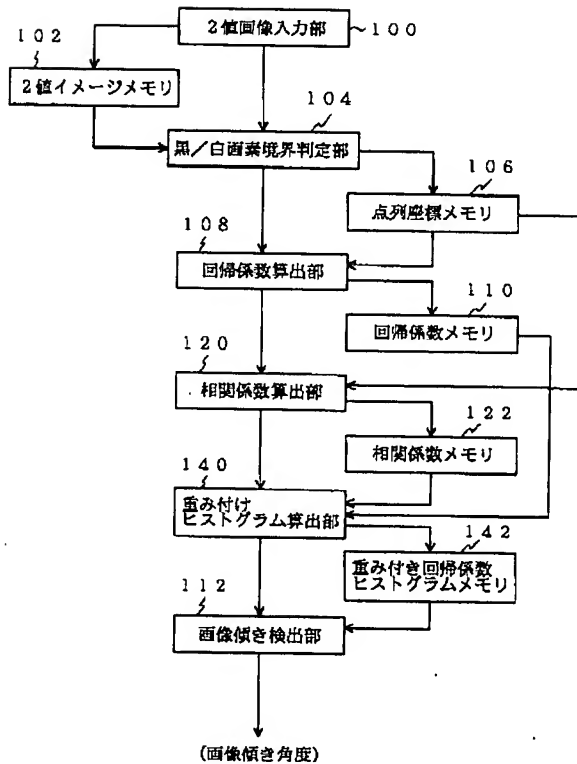 2値画像入力部
~100
102
2値イメージメモリ
104
黒/白画素境界判定部
106
点列座標メモリ
108
回帰係数算出部
110
回帰係数メモリ
120
相関係数算出部
122
相関係数メモリ
140
重み付け
ヒストグラム算出部
142
重み付き回帰係数
ヒストグラムメモリ
112
画像傾き検出部
(画像傾き角度)